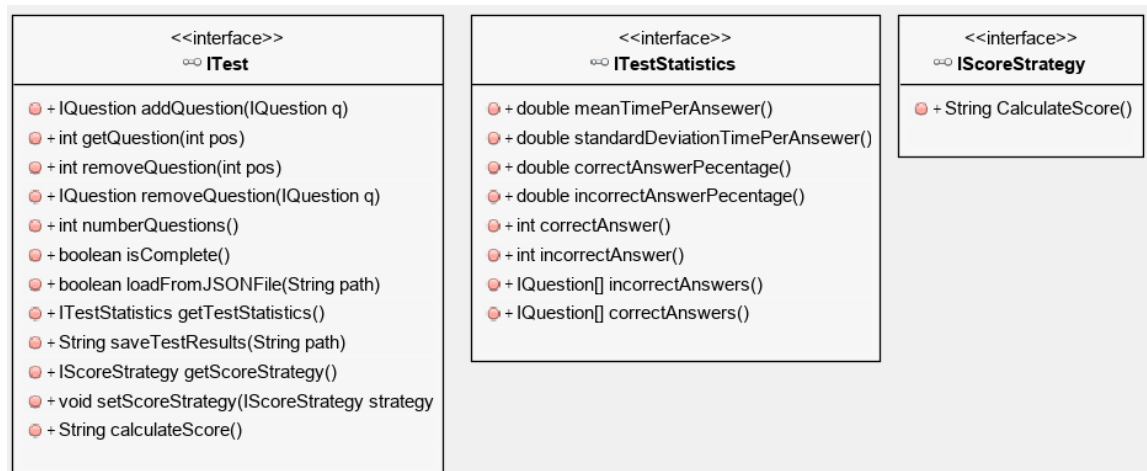 <<interface>>
ITest
+ IQuestion addQuestion(IQuestion q)
+ int getQuestion(int pos)
+ int removeQuestion(int pos)
+ IQuestion removeQuestion(IQuestion q)
+ int numberQuestions()
+ boolean isComplete()
+ boolean loadFromJSONFile(String path)
+ ITestStatistics getTestStatistics()
+ String saveTestResults(String path)
+ IScoreStrategy getScoreStrategy()
+ void setScoreStrategy(IScoreStrategy strategy
+ String calculateScore()
<<interface>>
ITestStatistics
+ double meanTimePerAnsewer()
+ double standardDeviationTimePerAnsewer()
+ double correctAnswerPecentage()
+ double incorrectAnswerPecentage()
+ int correctAnswer()
+ int incorrectAnswer()
+ IQuestion[] incorrectAnswers()
+ IQuestion[] correctAnswers()
<<interface>>
IScoreStrategy
+ String CalculateScore()